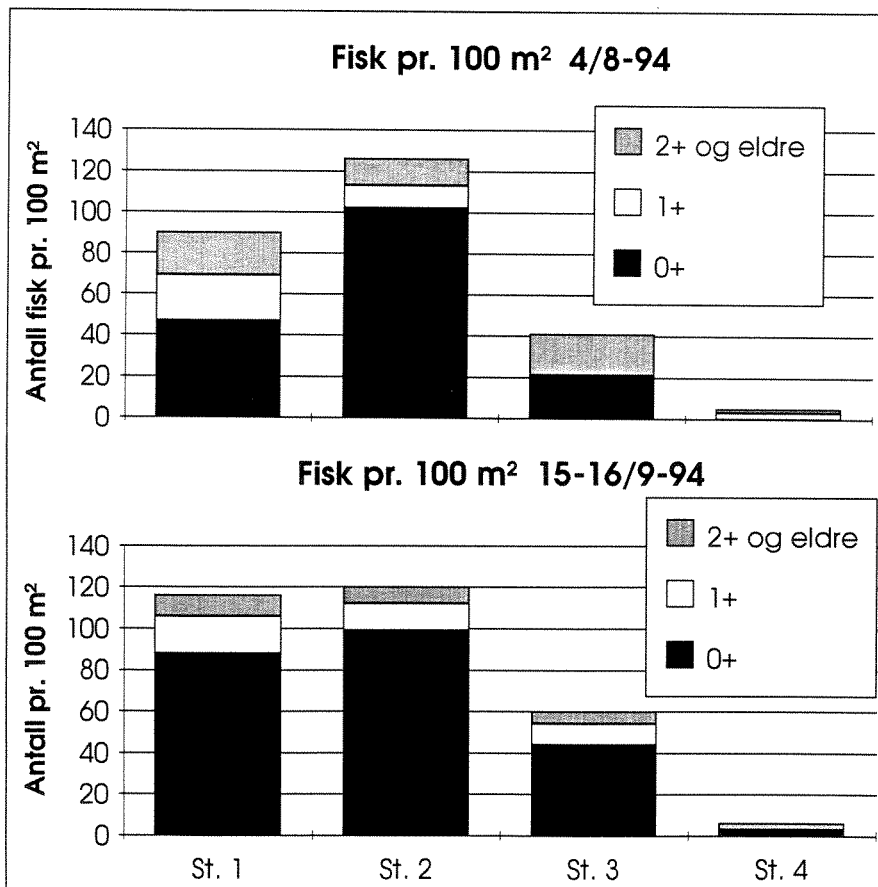 Fisk pr. 100 m² 4/8-94
Antall fisk pr. 100 m²
140
120
100
80
60
40
20
0
2+ og eldre
1+
0+
Fisk pr. 100 m² 15-16/9-94
Antall pr. 100 m²
140
120
100
80
60
40
20
0
2+ og eldre
1+
0+
St. 1 St. 2 St. 3 St. 4